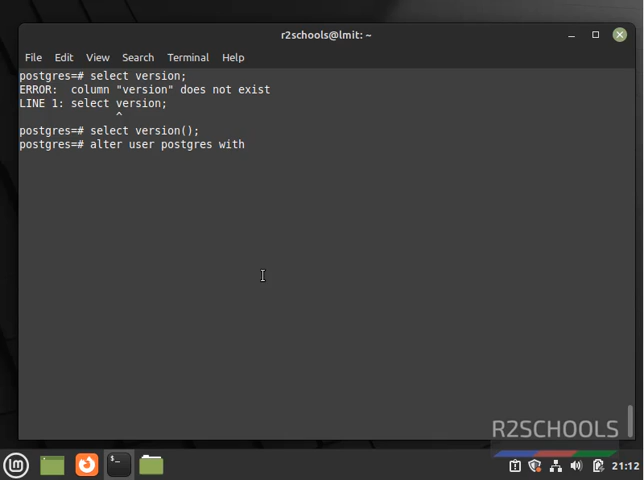 r2schools@lmit: ~
File Edit View Search Terminal Help
postgres=# select version;
ERROR:  column "version" does not exist
LINE 1: select version;
^
postgres=# select version();
postgres=# alter user postgres with
R2SCHOOLS
21:12